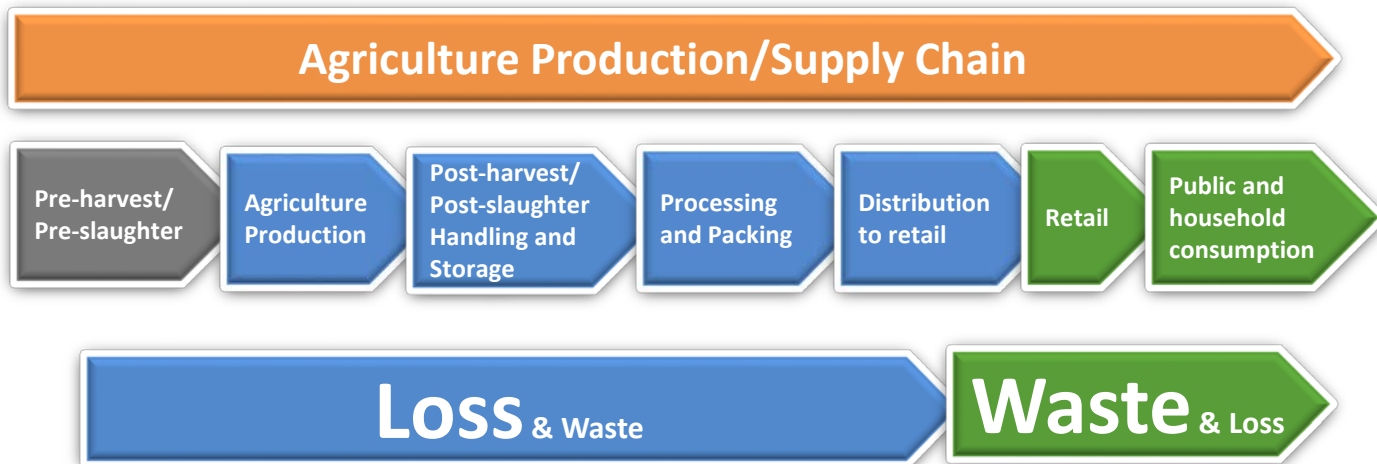 Agriculture Production/Supply Chain
Pre-harvest/
Pre-slaughter
Agriculture
Production
Post-harvest/
Post-slaughter
Handling and
Storage
Processing
and Packing
Distribution
to retail
Retail
Public and
household
consumption
Loss & Waste
Waste & Loss